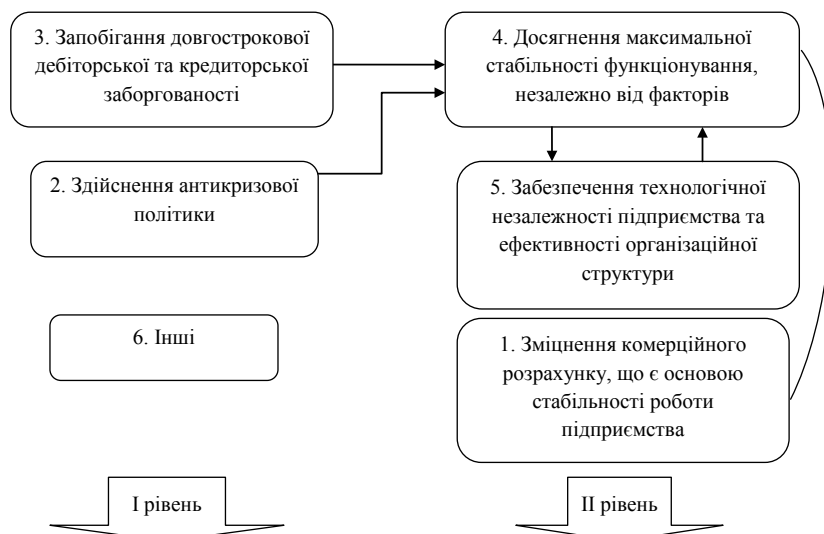 3. Запобігання довгострокової
дебіторської та кредиторської
заборгованості
4. Досягнення максимальної
стабільності функціонування,
незалежно від факторів
2. Здійснення антикризової
політики
5. Забезпечення технологічної
незалежності підприємства та
ефективності організаційної
структури
6. Інші
1. Зміцнення комерційного
розрахунку, що є основою
стабільності роботи
підприємства
І рівень
ІІ рівень